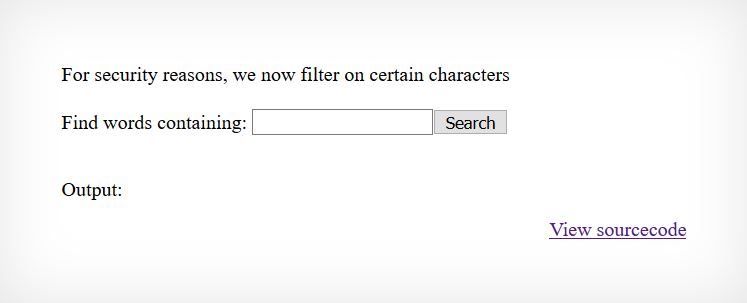 For security reasons, we now filter on certain characters
Find words containing: Search
Output:
View sourcecode